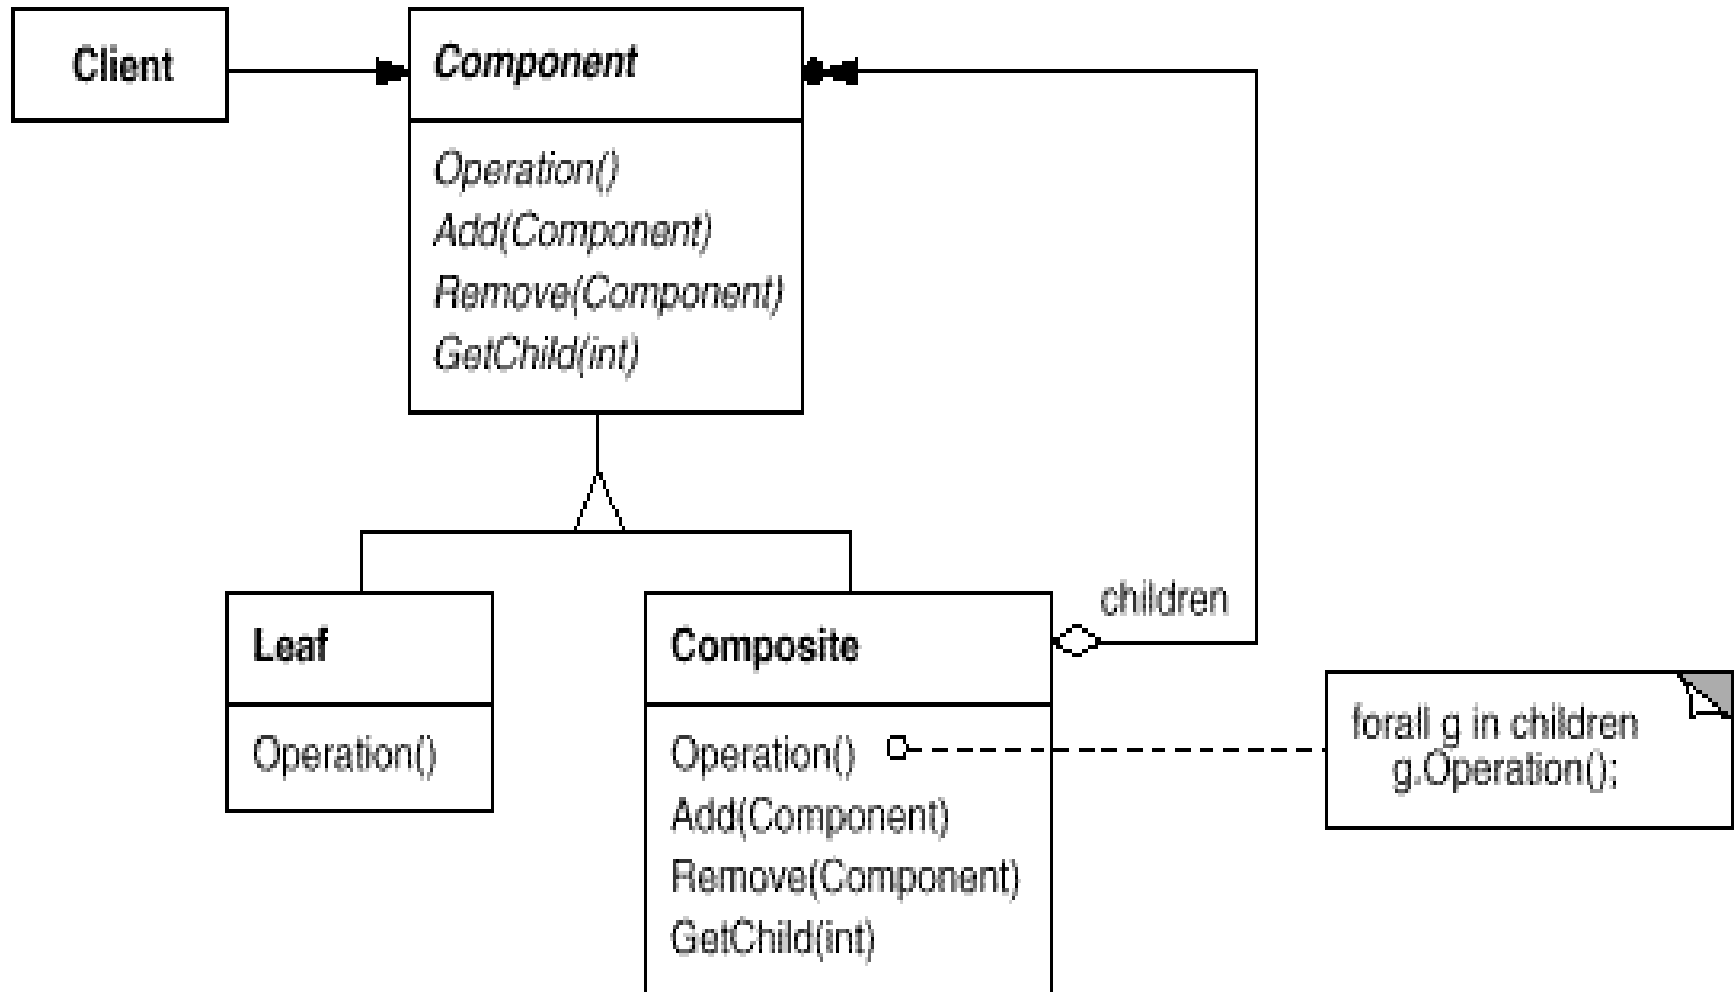 Client
Component
Operation()
Add(Component)
Remove(Component)
GetChild(int)
children
Leaf
Operation()
Composite
Operation()
Add(Component)
Remove(Component)
GetChild(int)
forall g in children
g.Operation();